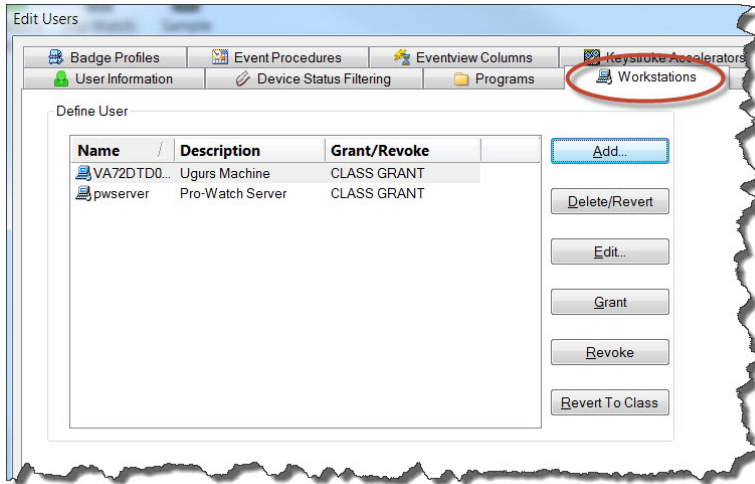 Edit Users
Badge Profiles Event Procedures Eventview Columns Keystroke Accelerators
User Information Device Status Filtering Programs Workstations
Define User
Name Description Grant/Revoke
VA72DTD0... Ugurs Machine CLASS GRANT
pwserver Pro-Watch Server CLASS GRANT
Add...
Delete/Revert
Edit...
Grant
Revoke
Revert To Class